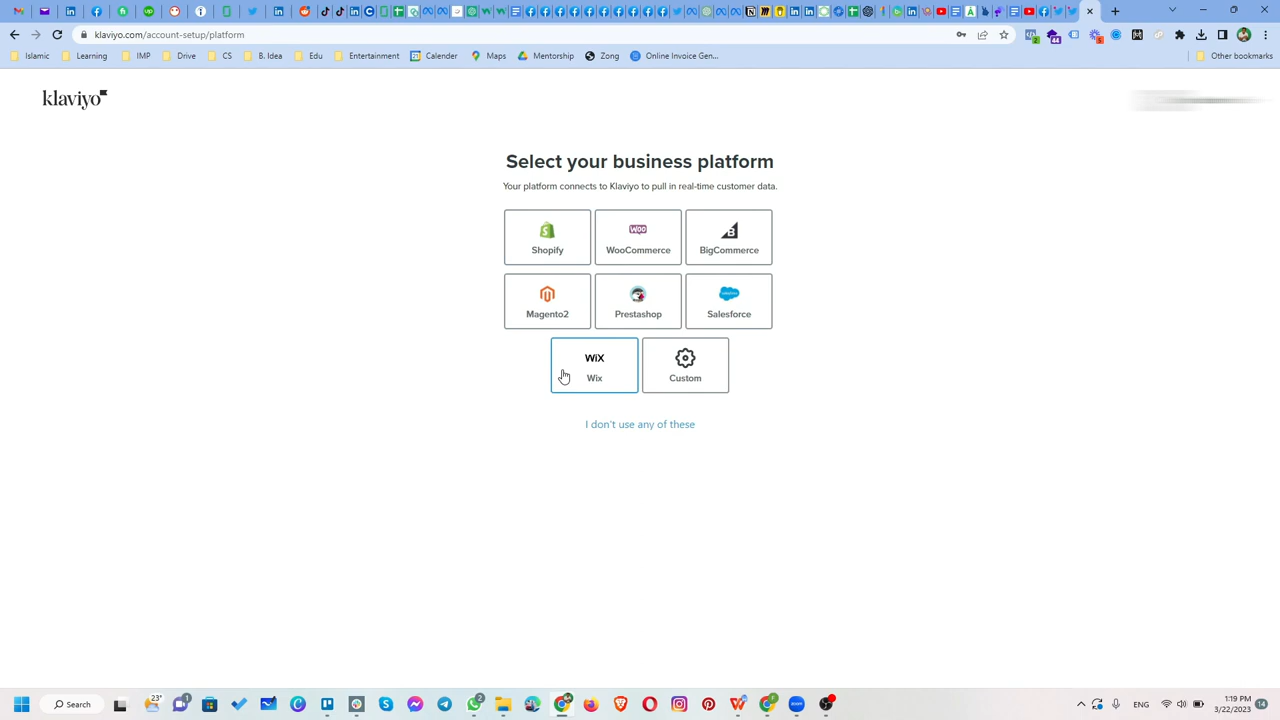 klaviyo.com/account-setup/platform
Islamic Learning IMP Drive CS B. Idea Edu Entertainment Calender Maps Mentorship Zong Online Invoice Gen... Other bookmarks
klaviyo
Select your business platform
Your platform connects to Klaviyo to pull in real-time customer data.
Shopify WooCommerce BigCommerce
Magento2 Prestashop Salesforce
WiX
Wix Custom
I don't use any of these
Search
ENG
1:19 PM
3/22/2023